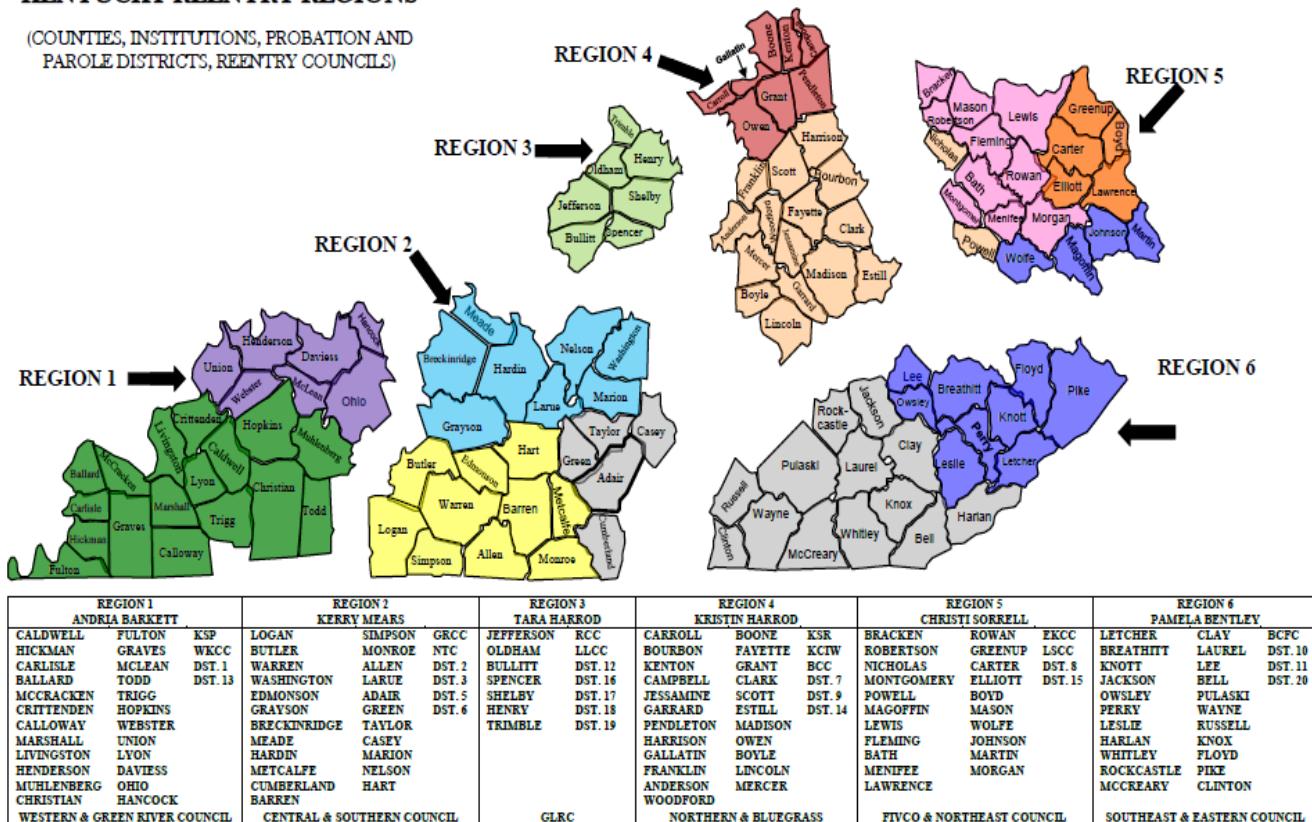 KENTUCKY REENTRY REGIONS
(COUNTIES, INSTITUTIONS, PROBATION AND
PAROLE DISTRICTS, REENTRY COUNCILS)
REGION 4
Gallatin
Boone
Kenton
Carroll
Grant
Pendleton
Owen
Harrison
Franklin
Scott
Bourbon
Woodford
Fayette
Anderson
Jessamine
Clark
Mercer
Madison
Estill
Boyle
Garrard
Lincoln
REGION 5
Bracken
Mason
Robertson
Lewis
Greenup
Nicholas
Fleming
Carter
Boyd
Bath
Rowan
Elliott
Lawrence
Menifee
Morgan
Powell
Wolfe
Magoffin
Johnson
Martin
REGION 3
Trimble
Oldham
Henry
Jefferson
Shelby
Bullitt
Spencer
REGION 2
Meade
Breckinridge
Hardin
Nelson
Washington
Larue
Marion
Grayson
Taylor
Casey
Green
Adair
Hart
Butler
Edmonson
Warren
Barren
Metcalfe
Logan
Simpson
Allen
Monroe
Cumberland
REGION 1
Hancock
Henderson
Daviess
Union
Webster
McLean
Ohio
Crittenden
Hopkins
Muhlenberg
Livingston
Caldwell
Ballard
McCracken
Lyon
Christian
Carlisle
Marshall
Todd
Graves
Trigg
Hickman
Calloway
Fulton
REGION 6
Lee
Breathitt
Floyd
Pike
Jackson
Owsley
Rock-
castle
Knott
Clay
Perry
Pulaski
Laurel
Leslie
Letcher
Russell
Wayne
Knox
Harlan
Clinton
McCreary
Whitley
Bell
REGION 1
ANDRIA BARKETT
CALDWELL FULTON KSP
HICKMAN GRAVES WKCC
CARLISLE MCLEAN DST. 1
BALLARD TODD DST. 13
MCCRACKEN TRIGG
CRITTENDEN HOPKINS
CALLOWAY WEBSTER
MARSHALL UNION
LIVINGSTON LYON
HENDERSON DAVIESS
MUHLENBERG OHIO
CHRISTIAN HANCOCK
WESTERN & GREEN RIVER COUNCIL
REGION 2
KERRY MEARS
LOGAN SIMPSON GRCC
BUTLER MONROE NTC
WARREN ALLEN DST. 2
WASHINGTON LARUE DST. 3
EDMONSON ADAIR DST. 5
GRAYSON GREEN DST. 6
BRECKINRIDGE TAYLOR
MEADE CASEY
HARDIN MARION
METCALFE NELSON
CUMBERLAND HART
BARREN
CENTRAL & SOUTHERN COUNCIL
REGION 3
TARA HARROD
JEFFERSON RCC
OLDHAM LLCC
BULLITT DST. 12
SPENCER DST. 16
SHELBY DST. 17
HENRY DST. 18
TRIMBLE DST. 19
GLRC
REGION 4
KRISTIN HARROD
CARROLL BOONE KSR
BOURBON FAYETTE KCIW
KENTON GRANT BCC
CAMPBELL CLARK DST. 7
JESSAMINE SCOTT DST. 9
GARRARD ESTILL DST. 14
PENDLETON MADISON
HARRISON OWEN
GALLATIN BOYLE
FRANKLIN LINCOLN
ANDERSON MERCER
WOODFORD
NORTHERN & BLUEGRASS
REGION 5
CHRISTI SORRELL
BRACKEN ROWAN EKCC
ROBERTSON GREENUP LSCC
NICHOLAS CARTER DST. 8
MONTGOMERY ELLIOTT DST. 15
POWELL BOYD
MAGOFFIN MASON
LEWIS WOLFE
FLEMING JOHNSON
BATH MARTIN
MENIFEE MORGAN
LAWRENCE
FIVCO & NORTHEAST COUNCIL
REGION 6
PAMELA BENTLEY
LETCHER CLAY BCFC
BREATHITT LAUREL DST. 10
KNOTT LEE DST. 11
JACKSON BELL DST. 20
OWSLEY PULASKI
PERRY WAYNE
LESLIE RUSSELL
HARLAN KNOX
WHITLEY FLOYD
ROCKCASTLE PIKE
MCCREARY CLINTON
SOUTHEAST & EASTERN COUNCIL